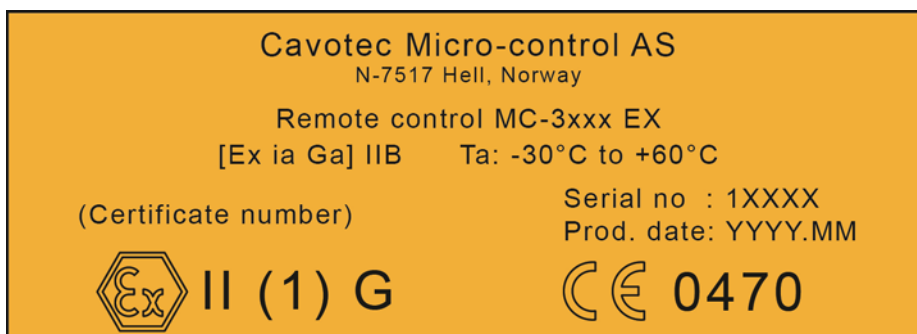 Cavotec Micro-control AS
N-7517 Hell, Norway
Remote control MC-3xxx EX
[Ex ia Ga] IIB Ta: -30°C to +60°C
(Certificate number)
Serial no : 1XXXX
Prod. date: YYYY.MM
Ex II (1) G
CE 0470